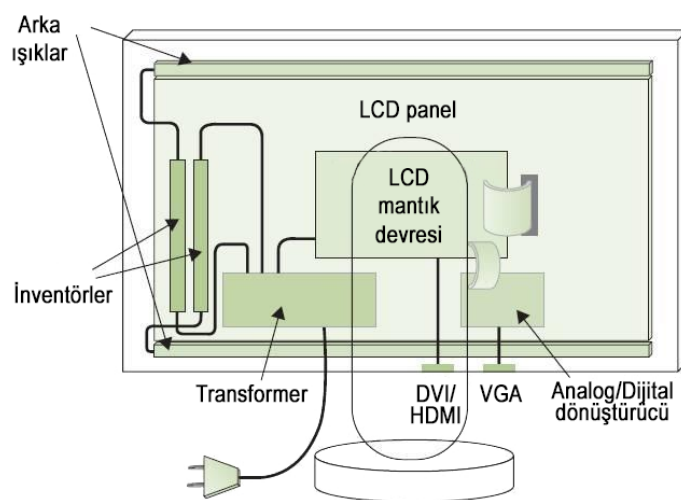 Arka
ışıklar
LCD panel
LCD
mantık
devresi
İnventörler
Transformer
DVI/
HDMI
VGA
Analog/Dijital
dönüştürücü